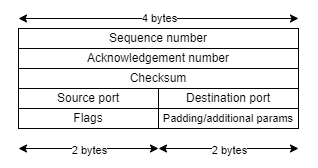 4 bytes
Sequence number
Acknowledgement number
Checksum
Source port Destination port
Flags Padding/additional params
2 bytes 2 bytes